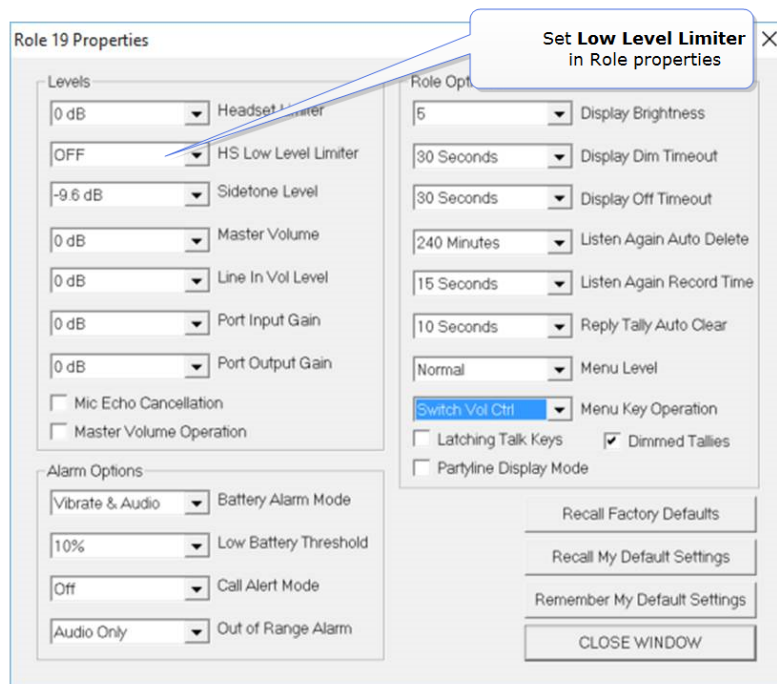 Role 19 Properties
Set Low Level Limiter
in Role properties
Levels
0 dB Headset Limiter
OFF HS Low Level Limiter
-9.6 dB Sidetone Level
0 dB Master Volume
0 dB Line In Vol Level
0 dB Port Input Gain
0 dB Port Output Gain
Mic Echo Cancellation
Master Volume Operation
Alarm Options
Vibrate & Audio Battery Alarm Mode
10% Low Battery Threshold
Off Call Alert Mode
Audio Only Out of Range Alarm
Role
5 Display Brightness
30 Seconds Display Dim Timeout
30 Seconds Display Off Timeout
240 Minutes Listen Again Auto Delete
15 Seconds Listen Again Record Time
10 Seconds Reply Tally Auto Clear
Normal Menu Level
Switch Vol Ctrl Menu Key Operation
Latching Talk Keys Dimmed Tallies
Partyline Display Mode
Recall Factory Defaults
Recall My Default Settings
Remember My Default Settings
CLOSE WINDOW